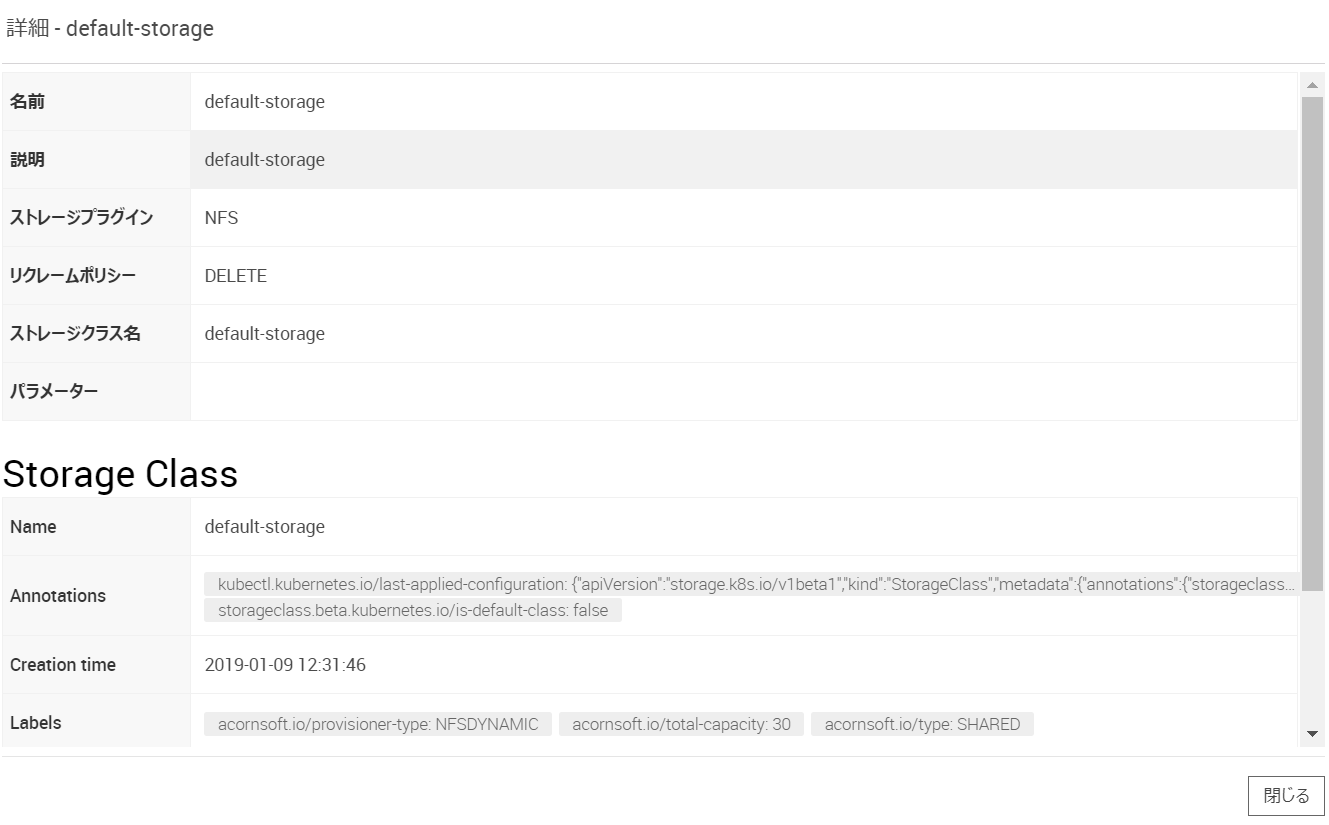 詳細 - default-storage
名前 default-storage
説明 default-storage
ストレージプラグイン NFS
リクレームポリシー DELETE
ストレージクラス名 default-storage
パラメーター
Storage Class
Name default-storage
Annotations kubectl.kubernetes.io/last-applied-configuration: {"apiVersion":"storage.k8s.io/v1beta1","kind":"StorageClass","metadata":{"annotations":{"storageclass...
storageclass.beta.kubernetes.io/is-default-class: false
Creation time 2019-01-09 12:31:46
Labels acornsoft.io/provisioner-type: NFSDYNAMIC acornsoft.io/total-capacity: 30 acornsoft.io/type: SHARED
閉じる